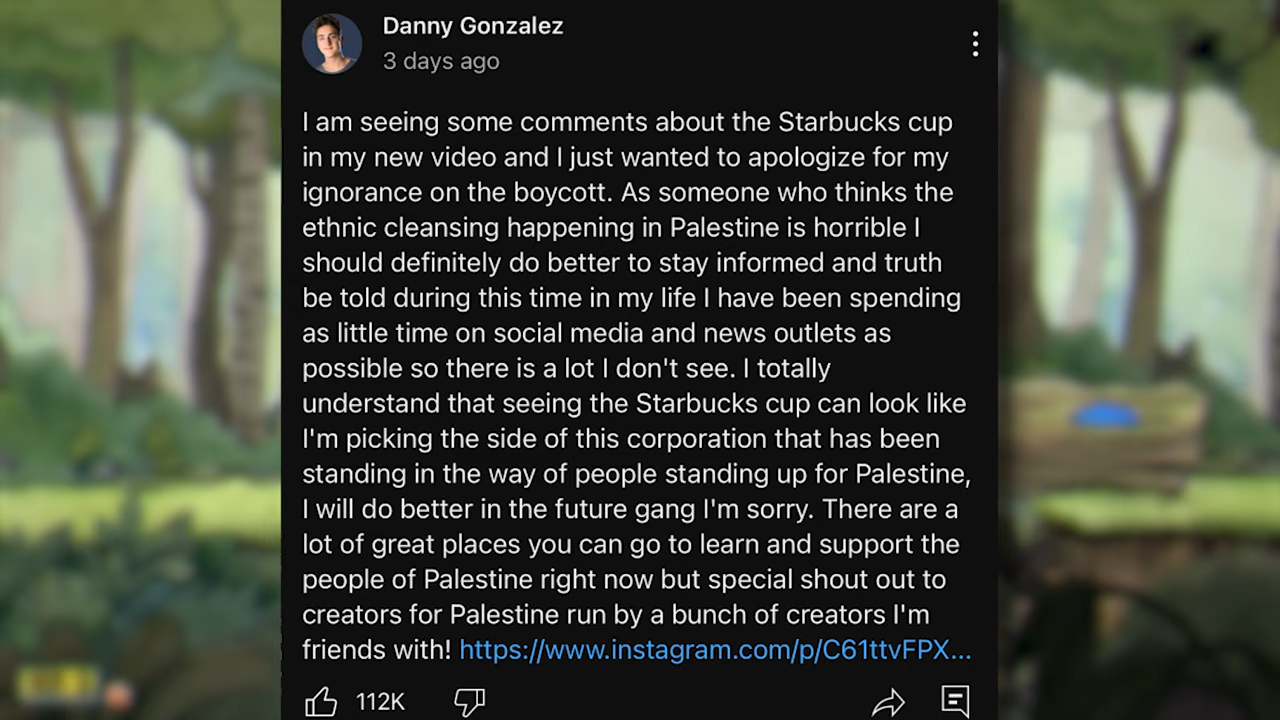 Danny Gonzalez
3 days ago
I am seeing some comments about the Starbucks cup
in my new video and I just wanted to apologize for my
ignorance on the boycott. As someone who thinks the
ethnic cleansing happening in Palestine is horrible I
should definitely do better to stay informed and truth
be told during this time in my life I have been spending
as little time on social media and news outlets as
possible so there is a lot I don't see. I totally
understand that seeing the Starbucks cup can look like
I'm picking the side of this corporation that has been
standing in the way of people standing up for Palestine,
I will do better in the future gang I'm sorry. There are a
lot of great places you can go to learn and support the
people of Palestine right now but special shout out to
creators for Palestine run by a bunch of creators I'm
friends with! https://www.instagram.com/p/C61ttvFPX...
112K